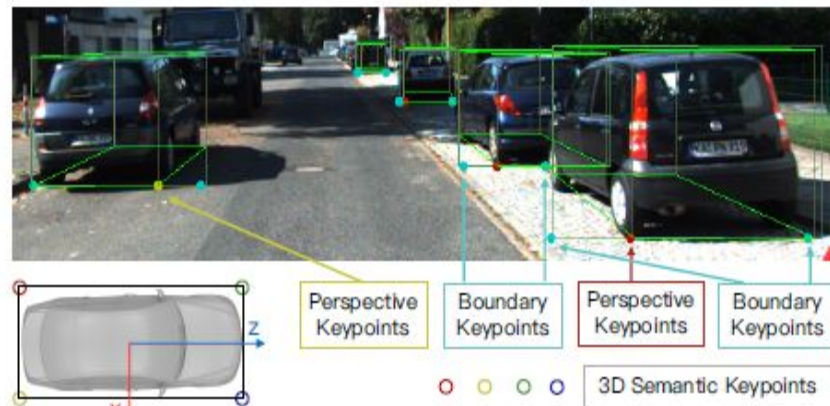 Perspective
Keypoints
Boundary
Keypoints
Perspective
Keypoints
Boundary
Keypoints
Z
3D Semantic Keypoints